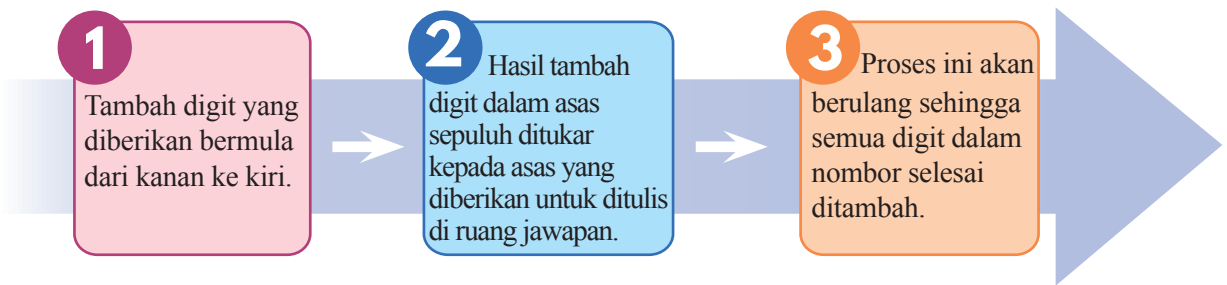 1
Tambah digit yang
diberikan bermula
dari kanan ke kiri.
2
Hasil tambah
digit dalam asas
sepuluh ditukar
kepada asas yang
diberikan untuk ditulis
di ruang jawapan.
3
Proses ini akan
berulang sehingga
semua digit dalam
nombor selesai
ditambah.